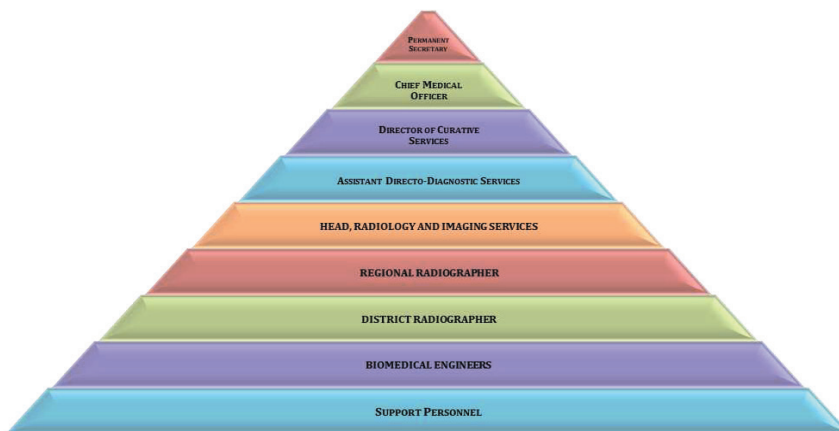 PERMANENT
SECRETARY
CHIEF MEDICAL
OFFICER
DIRECTOR OF CURATIVE
SERVICES
ASSISTANT DIRECTO-DIAGNOSTIC SERVICES
HEAD, RADIOLOGY AND IMAGING SERVICES
REGIONAL RADIOGRAPHER
DISTRICT RADIOGRAPHER
BIOMEDICAL ENGINEERS
SUPPORT PERSONNEL